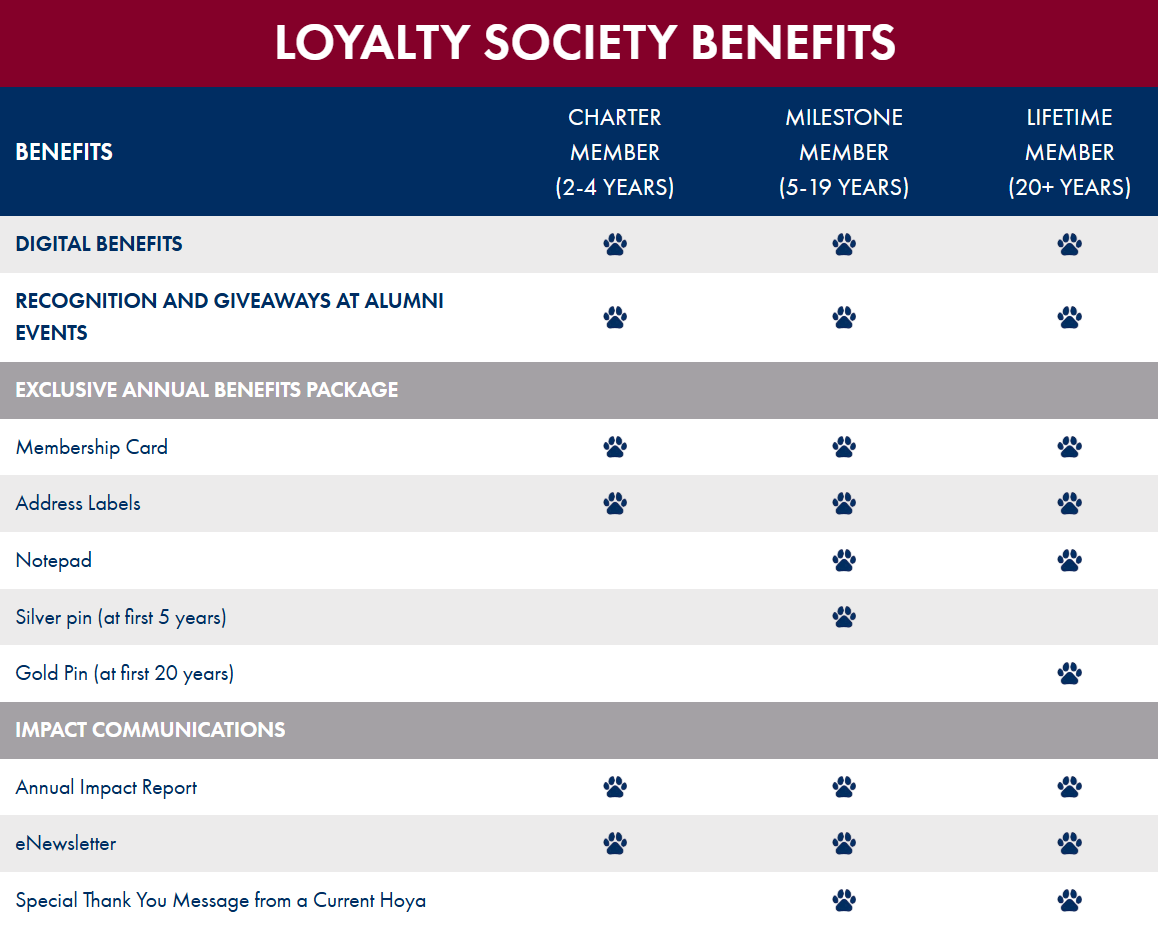 LOYALTY SOCIETY BENEFITS
BENEFITS
CHARTER
MEMBER
(2-4 YEARS)
MILESTONE
MEMBER
(5-19 YEARS)
LIFETIME
MEMBER
(20+ YEARS)
DIGITAL BENEFITS
RECOGNITION AND GIVEAWAYS AT ALUMNI
EVENTS
EXCLUSIVE ANNUAL BENEFITS PACKAGE
Membership Card
Address Labels
Notepad
Silver pin (at first 5 years)
Gold Pin (at first 20 years)
IMPACT COMMUNICATIONS
Annual Impact Report
eNewsletter
Special Thank You Message from a Current Hoya